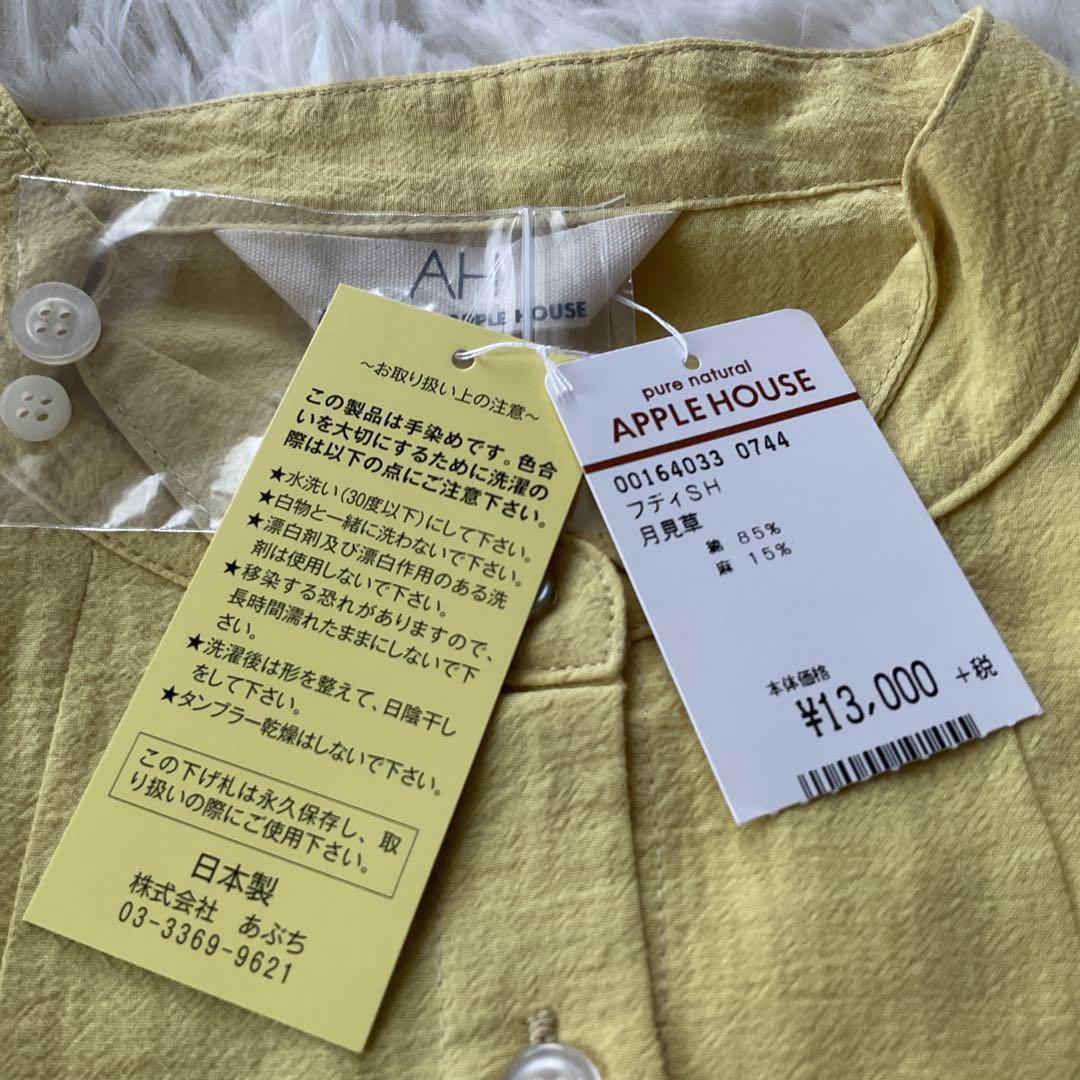 AH
APPLE HOUSE
～お取り扱い上の注意～
この製品は手染めです。色合
いを大切にするために洗濯の
際は以下の点にご注意下さい。
★水洗い(30度以下)にして下さい。
★白物と一緒に洗わないで下さい。
★漂白剤及び漂白作用のある洗
剤は使用しないで下さい。
★移染する恐れがありますので、
長時間濡れたままにしないで下
さい。
★洗濯後は形を整えて、日陰干し
をして下さい。
★タンブラー乾燥はしないで下さい。
この下げ札は永久保存し、取
り扱いの際にご使用下さい。
日本製
株式会社 あぶち
03-3369-9621
pure natural
APPLE HOUSE
00164033 0744
フディSH
月見草
綿 85%
麻 15%
本体価格
¥13,000 +税